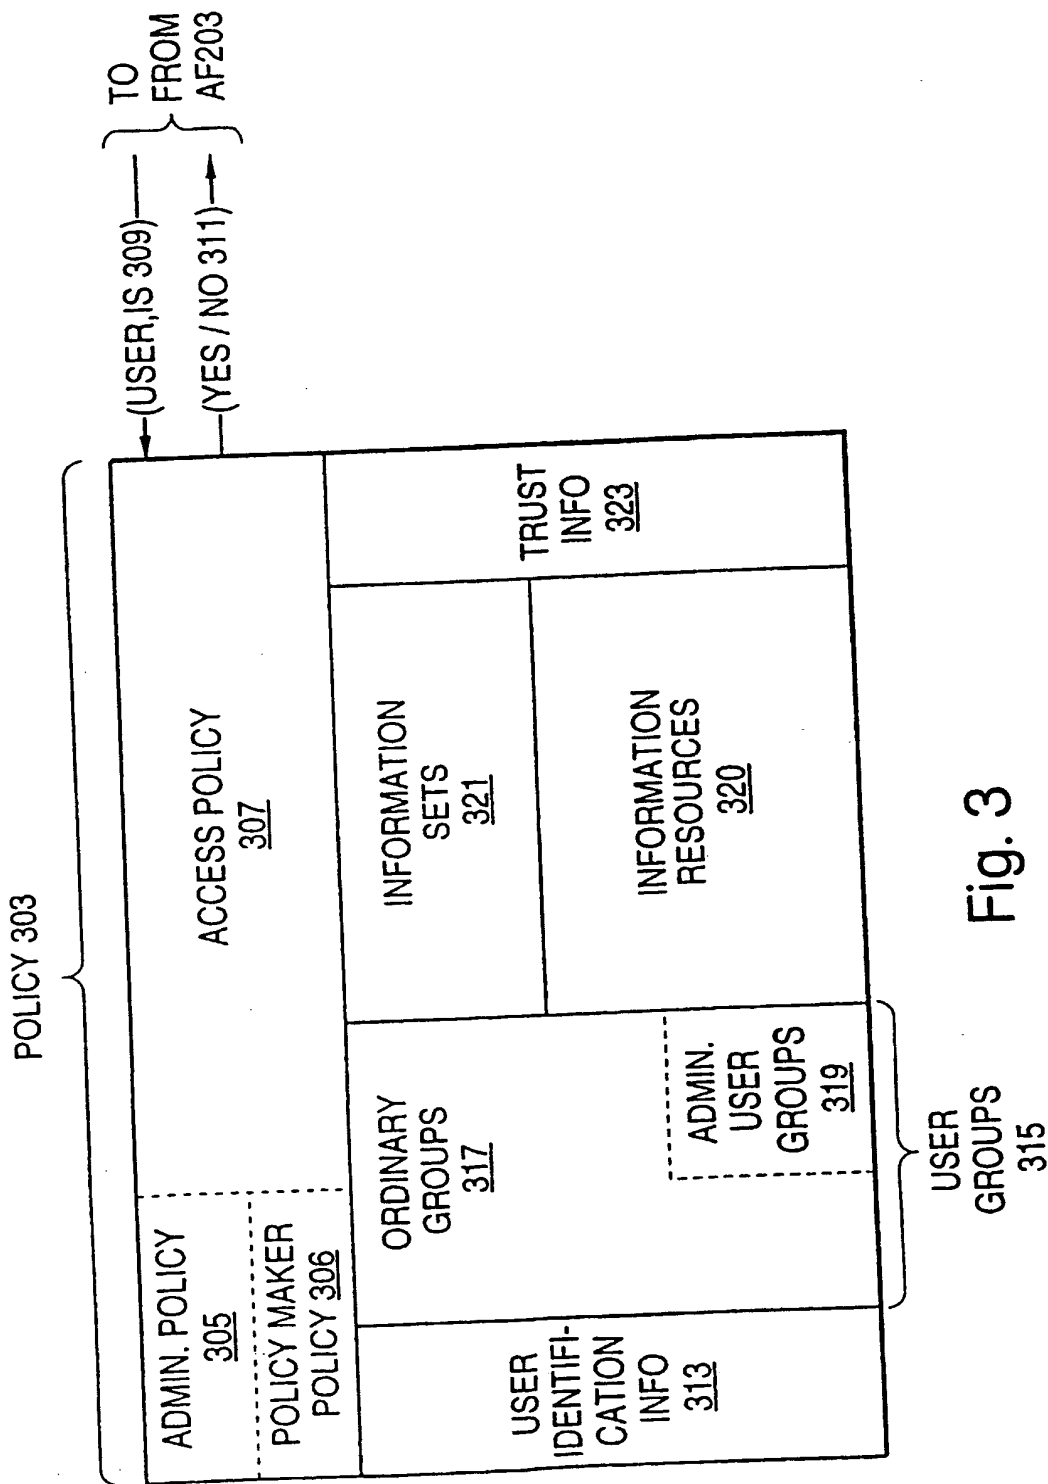 POLICY 303
ADMIN. POLICY
305
POLICY MAKER
POLICY 306
ACCESS POLICY
307
(USER,IS 309)
(YES / NO 311)
TO
FROM
AF203
USER
IDENTIFI-
CATION
INFO
313
ORDINARY
GROUPS
317
ADMIN.
USER
GROUPS
319
INFORMATION
SETS
321
INFORMATION
RESOURCES
320
TRUST
INFO
323
USER
GROUPS
315
Fig. 3